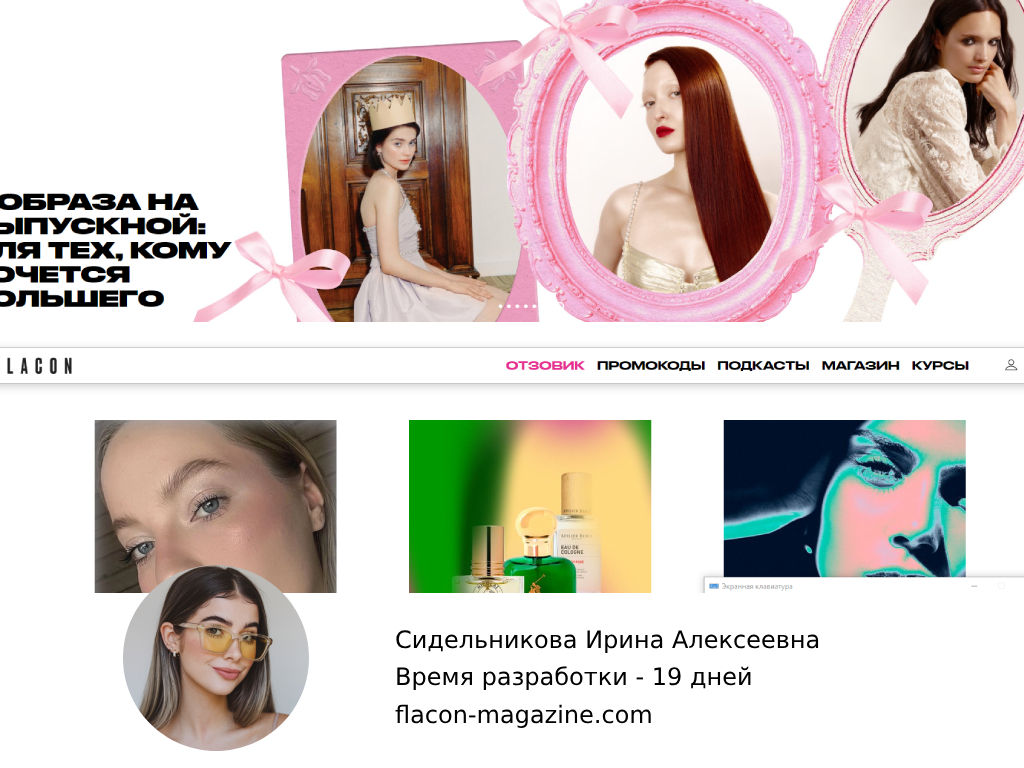 ОБРАЗА НА
ЫПУСКНОЙ:
ЛЯ ТЕХ, КОМУ
ОЧЕТСЯ
ОЛЬШЕГО
LACON
ОТЗОВИК ПРОМОКОДЫ ПОДКАСТЫ МАГАЗИН КУРСЫ
EAU DE
COLOGNE
Экранная клавиатура
Сидельникова Ирина Алексеевна
Время разработки - 19 дней
flacon-magazine.com